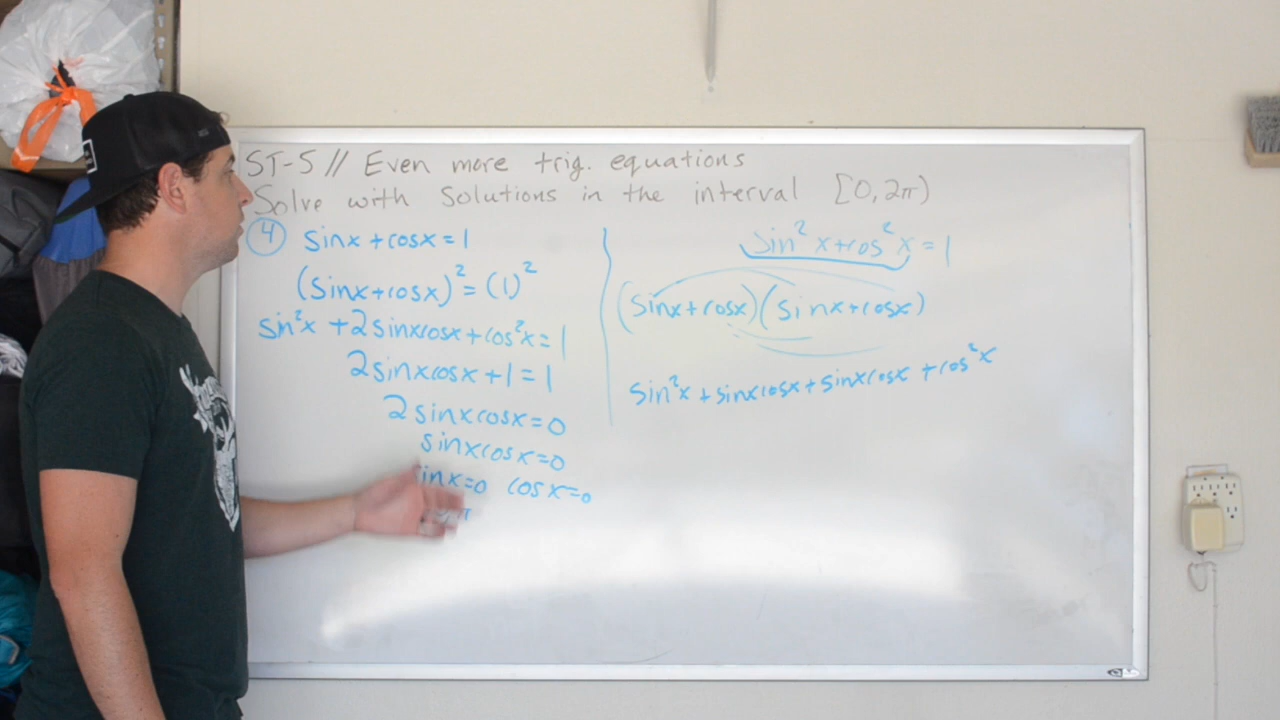 ST-5 // Even more trig. equations
Solve with solutions in the interval [0, 2π)
④ sinx + cosx = 1
(sinx + cosx)² = (1)²
sin²x + 2sinxcosx + cos²x = 1
2sinxcosx + 1 = 1
2sinxcosx = 0
sinxcosx = 0
inx = 0 cosx = 0
π
sin²x + cos²x = 1
(sinx + cosx)(sinx + cosx)
sin²x + sinxcosx + sinxcosx + cos²x